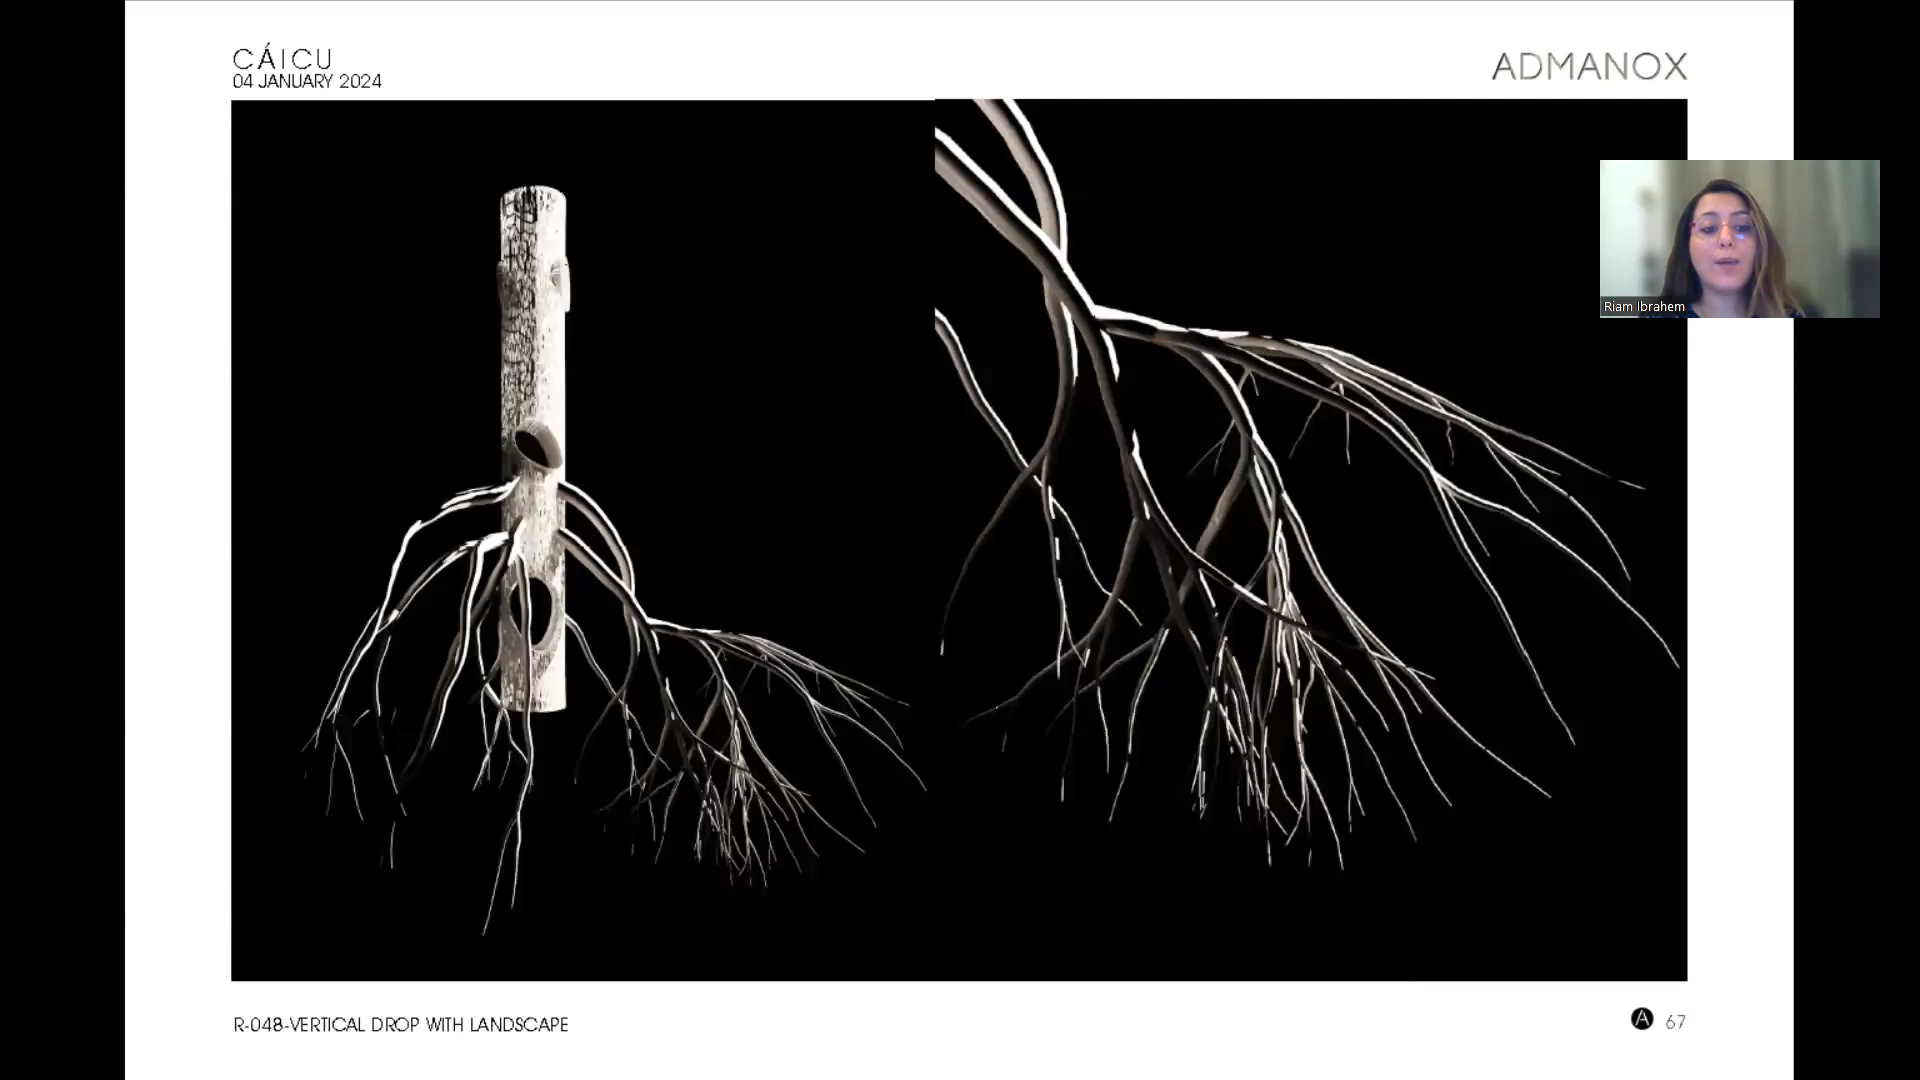 CÁICU
04 JANUARY 2024
ADMANOX
Riam Ibrahem
R-048-VERTICAL DROP WITH LANDSCAPE
A 67